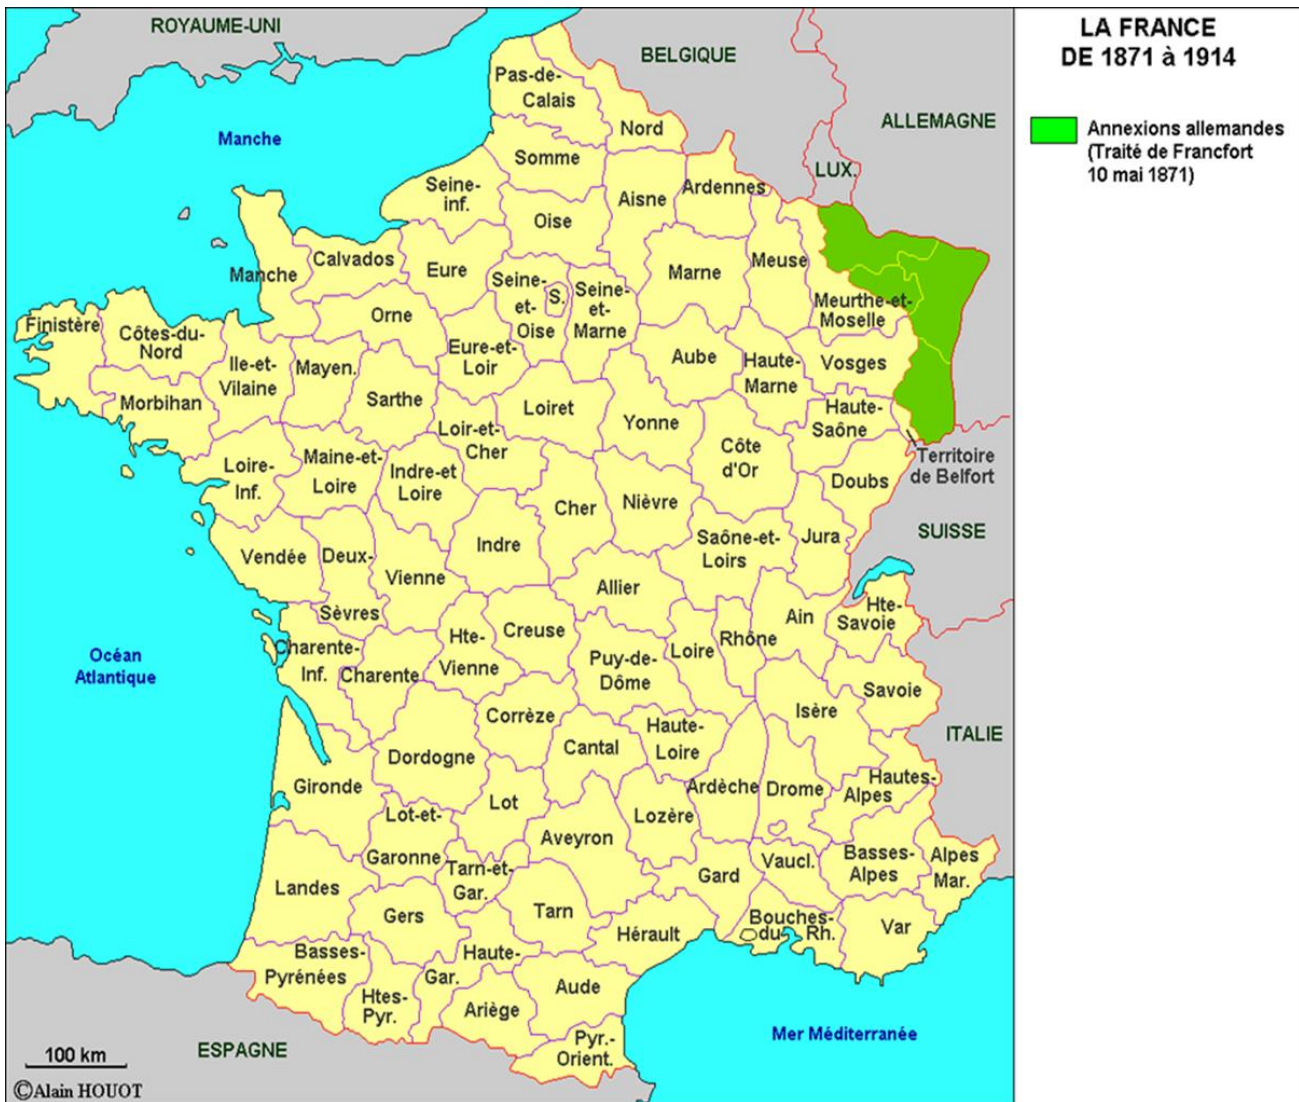 LA FRANCE
DE 1871 à 1914
Annexions allemandes
(Traité de Francfort
10 mai 1871)
ROYAUME-UNI
BELGIQUE
ALLEMAGNE
LUX.
Manche
Pas-de-
Calais
Nord
Somme
Seine-
inf.
Oise
Aisne
Ardennes
Manche
Calvados
Eure
Seine-
et-
Oise
S.
Seine-
et-
Marne
Marne
Meuse
Meurthe-et-
Moselle
Finistère
Côtes-du-
Nord
Orne
Ile-et-
Vilaine
Mayen.
Eure-et-
Loir
Aube
Haute-
Marne
Vosges
Morbihan
Sarthe
Loiret
Yonne
Haute-
Saône
Loir-et-
Cher
Côte
d'Or
Territoire
de Belfort
Loire-
Inf.
Maine-et-
Loire
Indre-et
Loire
Cher
Nièvre
Doubs
SUISSE
Vendée
Deux-
Sèvres
Vienne
Indre
Saône-et-
Loirs
Jura
Allier
Océan
Atlantique
Charente-
Inf.
Charente
Hte-
Vienne
Creuse
Puy-de-
Dôme
Loire
Rhône
Ain
Hte-
Savoie
Savoie
Isère
ITALIE
Corrèze
Dordogne
Cantal
Haute-
Loire
Gironde
Lot
Ardèche
Drome
Hautes-
Alpes
Lot-et-
Garonne
Aveyron
Lozère
Landes
Tarn-et-
Gar.
Gard
Vaucl.
Basses-
Alpes
Alpes
Mar.
Gers
Tarn
Hérault
Bouches-
du-
Rh.
Var
Basses-
Pyrénées
Htes-
Pyr.
Haute-
Gar.
Ariège
Aude
Pyr.-
Orient.
Mer Méditerranée
ESPAGNE
100 km
©Alain HOUOT